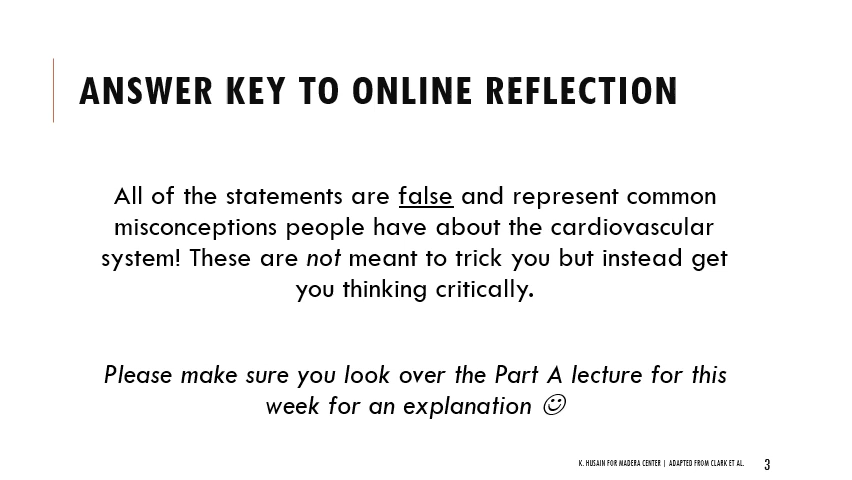 ANSWER KEY TO ONLINE REFLECTION
All of the statements are false and represent common
misconceptions people have about the cardiovascular
system! These are not meant to trick you but instead get
you thinking critically.
Please make sure you look over the Part A lecture for this
week for an explanation ☺
K. HUSAIN FOR MADERA CENTER | ADAPTED FROM CLARK ET AL.
3